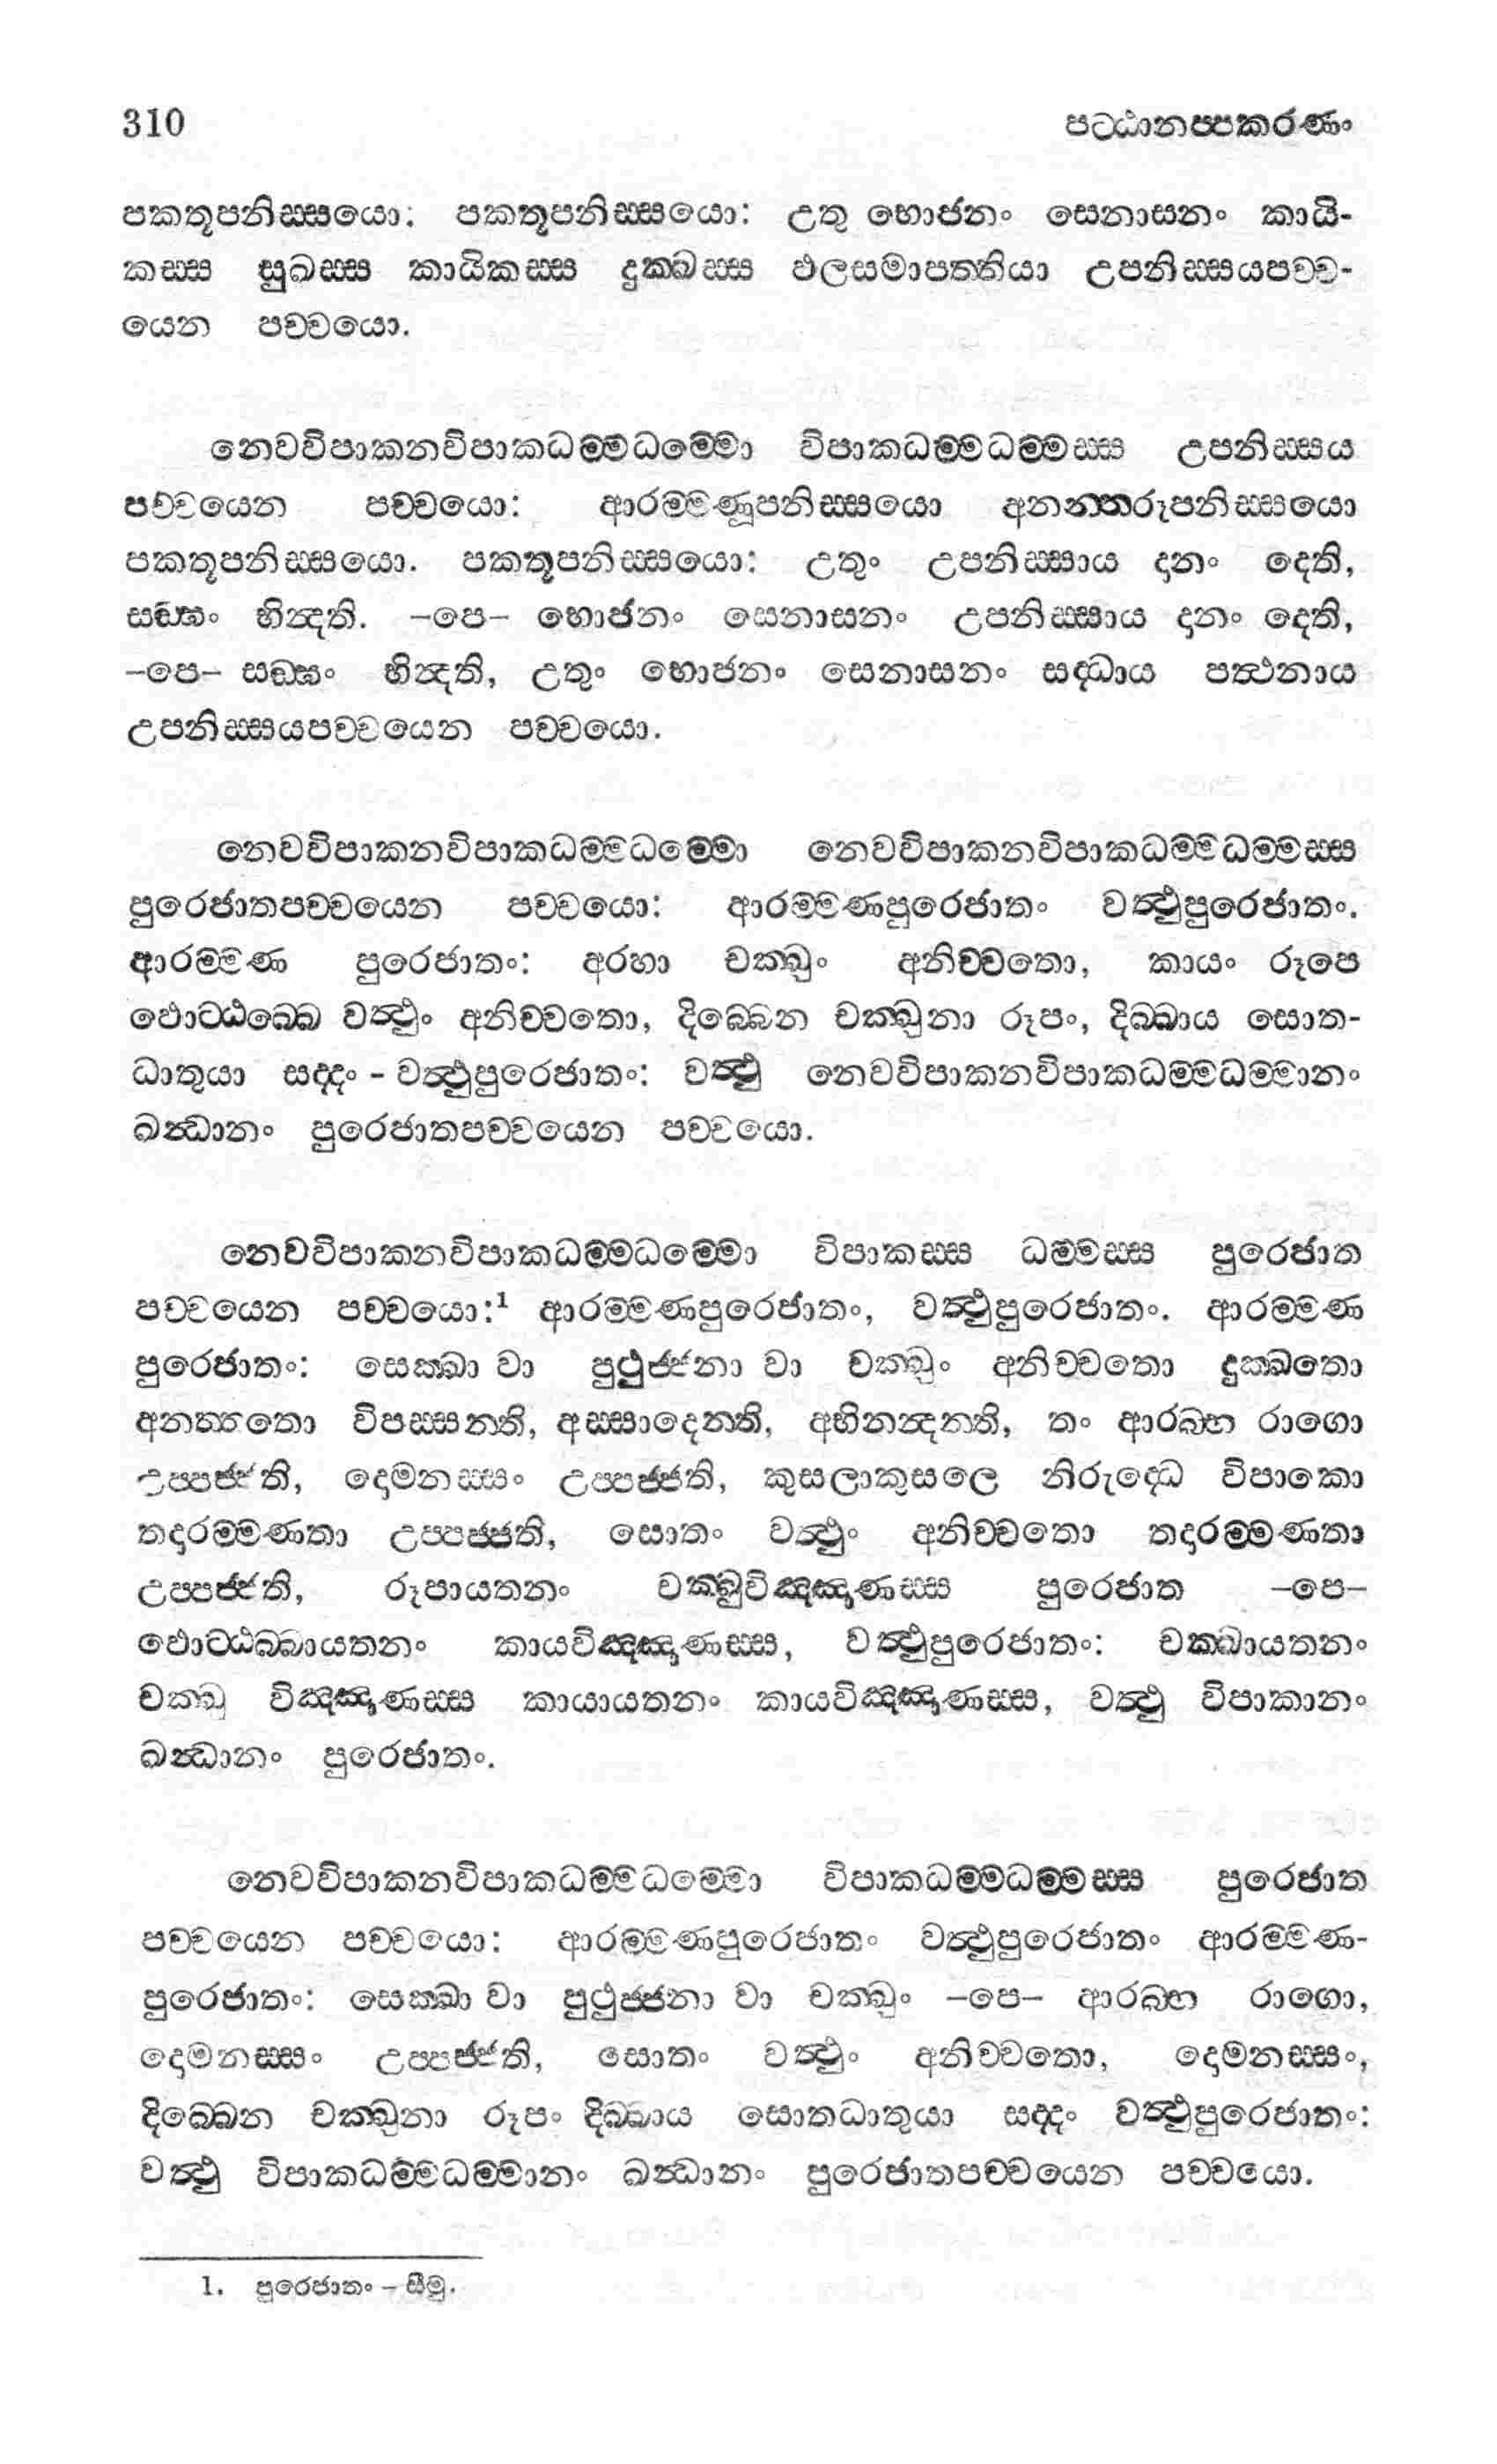 310 පට්ඨානප්පකරණං
පකතූපනිස්සයො: පකතූපනිස්සයො: උතු භොජනං සෙනාසනං කායි-
කස්ස සුඛස්ස කායිකස්ස දුක්ඛස්ස ඵලසමාපත්තියා උපනිස්සයපච්ච-
යෙන පච්චයො.
නෙවවිපාකනවිපාකධම්මධම්මො විපාකධම්මධම්මස්ස උපනිස්සය
පච්චයෙන පච්චයො: ආරම්මණූපනිස්සයො අනන්තරූපනිස්සයො
පකතූපනිස්සයො. පකතූපනිස්සයො: උතුං උපනිස්සාය දානං දෙති,
සඞ්ඝං භින්දති. –පෙ– භොජනං සෙනාසනං උපනිස්සාය දානං දෙති,
–පෙ– සඞ්ඝං භින්දති, උතුං භොජනං සෙනාසනං සද්ධාය පත්ථනාය
උපනිස්සයපච්චයෙන පච්චයො.
නෙවවිපාකනවිපාකධම්මධම්මො නෙවවිපාකනවිපාකධම්මධම්මස්ස
පුරෙජාතපච්චයෙන පච්චයො: ආරම්මණපුරෙජාතං වත්ථුපුරෙජාතං.
ආරම්මණ පුරෙජාතං: අරහා චක්ඛුං අනිච්චතො, කායං රූපෙ
ඵොට්ඨබ්බෙ වත්ථුං අනිච්චතො, දිබ්බෙන චක්ඛුනා රූපං, දිබ්බාය සොත-
ධාතුයා සද්දං - වත්ථුපුරෙජාතං: වත්ථු නෙවවිපාකනවිපාකධම්මධම්මානං
ඛන්ධානං පුරෙජාතපච්චයෙන පච්චයො.
නෙවවිපාකනවිපාකධම්මධම්මො විපාකස්ස ධම්මස්ස පුරෙජාත
පච්චයෙන පච්චයො:¹ ආරම්මණපුරෙජාතං, වත්ථුපුරෙජාතං. ආරම්මණ
පුරෙජාතං: සෙක්ඛා වා පුථුජ්ජනා වා චක්ඛුං අනිච්චතො දුක්ඛතො
අනත්තතො විපස්සන්ති, අස්සාදෙන්ති, අභිනන්දන්ති, තං ආරබ්භ රාගො
උප්පජ්ජති, දොමනස්සං උප්පජ්ජති, කුසලාකුසලෙ නිරුද්ධෙ විපාකො
තදාරම්මණතා උප්පජ්ජති, සොතං වත්ථුං අනිච්චතො තදාරම්මණතා
උප්පජ්ජති, රූපායතනං චක්ඛුවිඤ්ඤාණස්ස පුරෙජාත –පෙ–
ඵොට්ඨබ්බායතනං කායවිඤ්ඤාණස්ස, වත්ථුපුරෙජාතං: චක්ඛායතනං
චක්ඛු විඤ්ඤාණස්ස කායායතනං කායවිඤ්ඤාණස්ස, වත්ථු විපාකානං
ඛන්ධානං පුරෙජාතං.
නෙවවිපාකනවිපාකධම්මධම්මො විපාකධම්මධම්මස්ස පුරෙජාත
පච්චයෙන පච්චයො: ආරම්මණපුරෙජාතං වත්ථුපුරෙජාතං ආරම්මණ-
පුරෙජාතං: සෙක්ඛා වා පුථුජ්ජනා වා චක්ඛුං –පෙ– ආරබ්භ රාගො,
දොමනස්සං උප්පජ්ජති, සොතං වත්ථුං අනිච්චතො, දොමනස්සං,
දිබ්බෙන චක්ඛුනා රූපං දිබ්බාය සොතධාතුයා සද්දං වත්ථුපුරෙජාතං:
වත්ථු විපාකධම්මධම්මානං ඛන්ධානං පුරෙජාතපච්චයෙන පච්චයො.
1. පුරෙජාතං – සීමු.